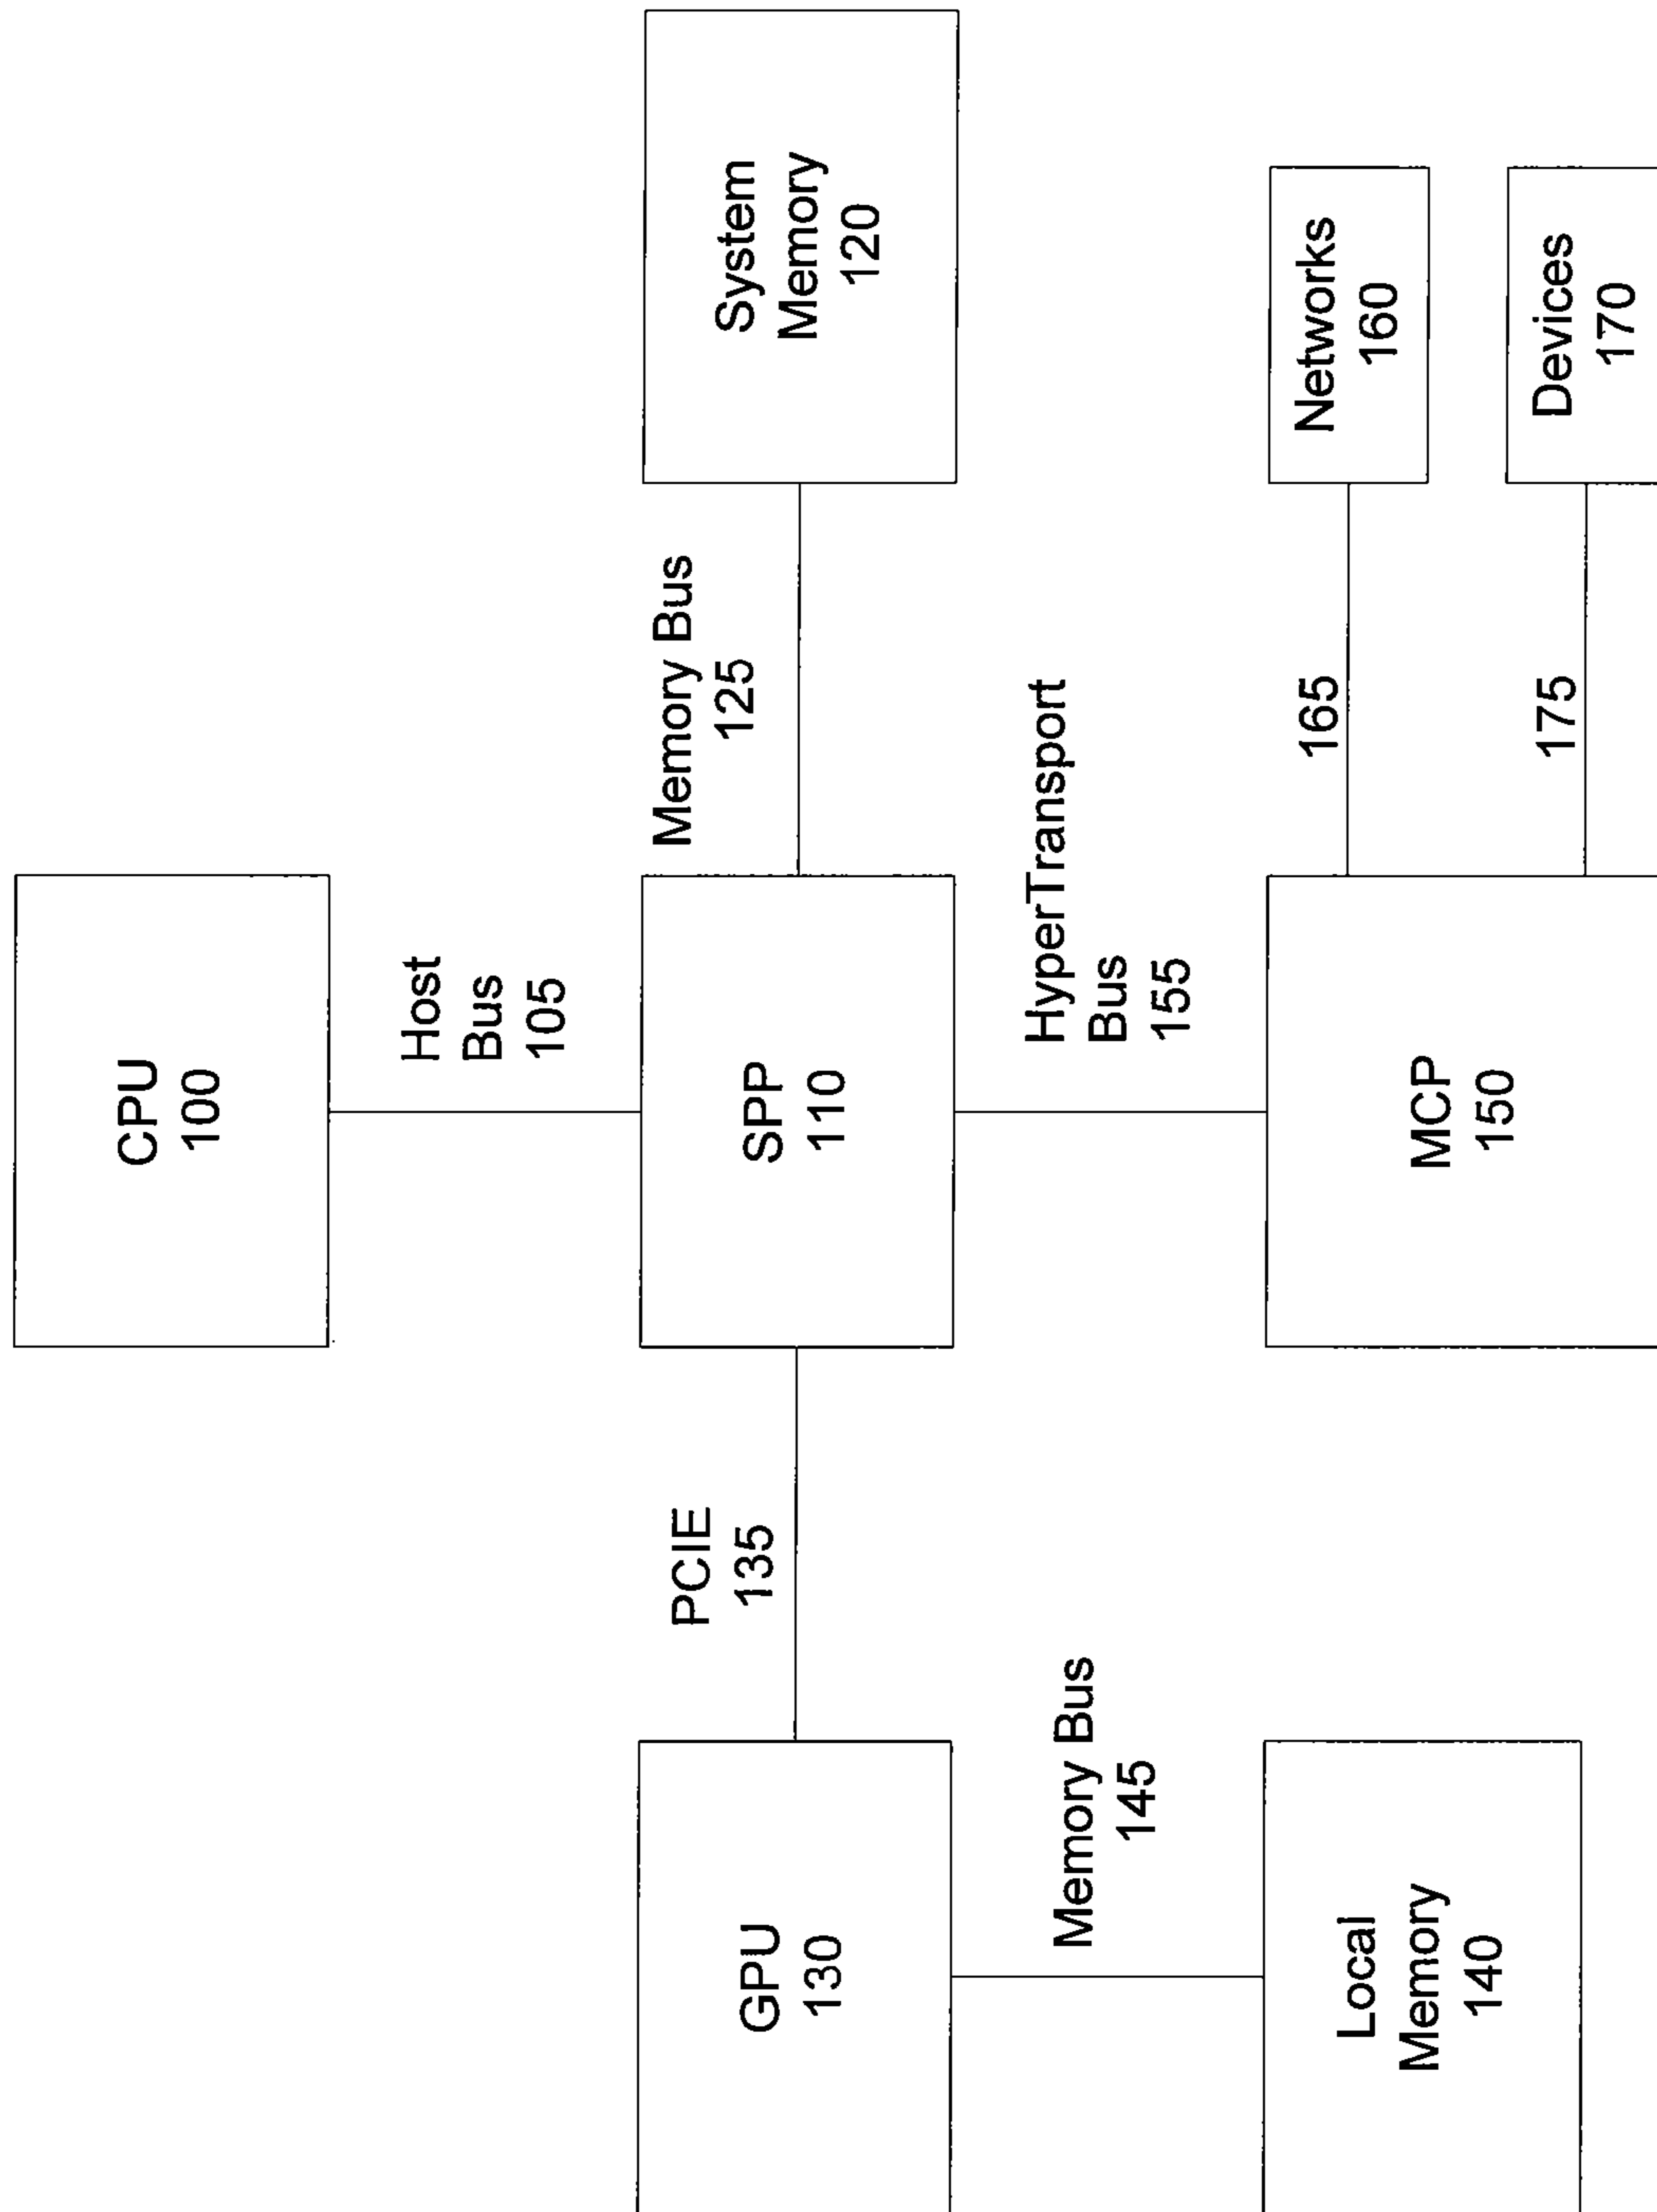 CPU
100
Host
Bus
105
GPU
130
PCIE
135
SPP
110
Memory Bus
125
System
Memory
120
Memory Bus
145
HyperTransport
Bus
155
Local
Memory
140
MCP
150
165
Networks
160
175
Devices
170